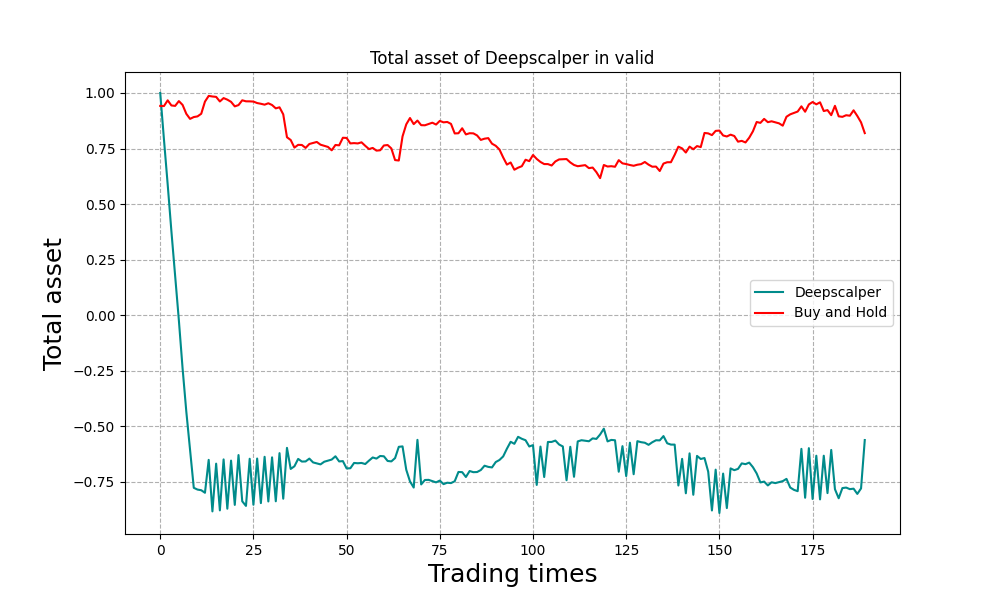 Total asset of Deepscalper in valid
Total asset
1.00
0.75
0.50
0.25
0.00
−0.25
−0.50
−0.75
Deepscalper
Buy and Hold
0 25 50 75 100 125 150 175
Trading times